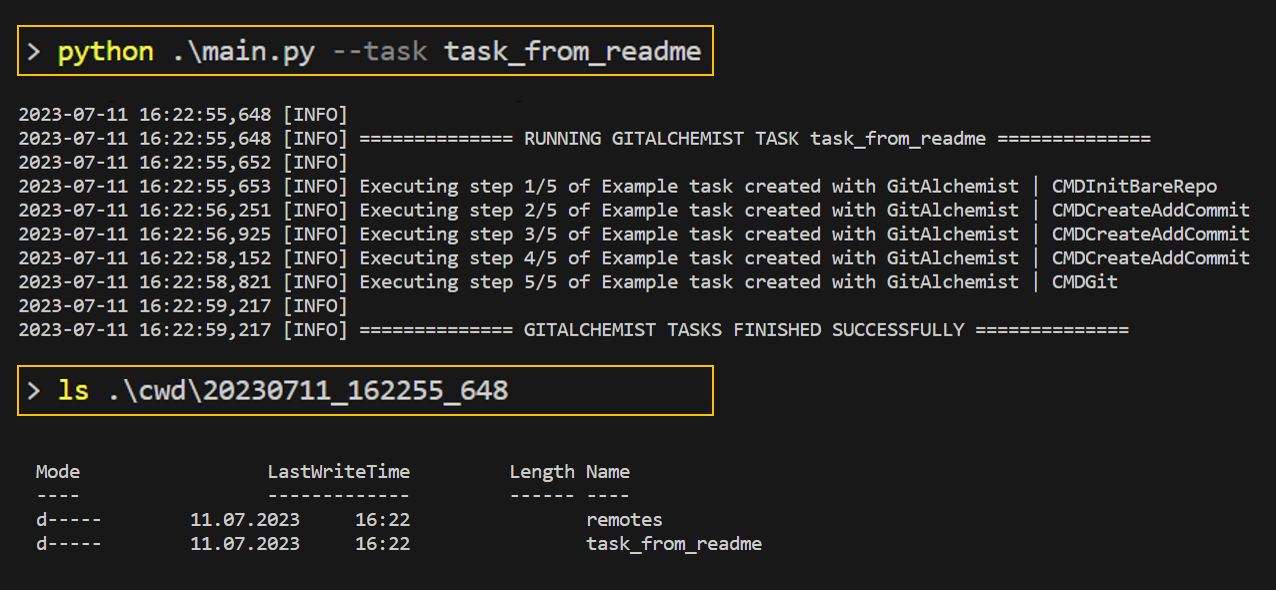 > python .\main.py --task task_from_readme
2023-07-11 16:22:55,648 [INFO]
2023-07-11 16:22:55,648 [INFO] ============== RUNNING GITALCHEMIST TASK task_from_readme ==============
2023-07-11 16:22:55,652 [INFO]
2023-07-11 16:22:55,653 [INFO] Executing step 1/5 of Example task created with GitAlchemist | CMDInitBareRepo
2023-07-11 16:22:56,251 [INFO] Executing step 2/5 of Example task created with GitAlchemist | CMDCreateAddCommit
2023-07-11 16:22:56,925 [INFO] Executing step 3/5 of Example task created with GitAlchemist | CMDCreateAddCommit
2023-07-11 16:22:58,152 [INFO] Executing step 4/5 of Example task created with GitAlchemist | CMDCreateAddCommit
2023-07-11 16:22:58,821 [INFO] Executing step 5/5 of Example task created with GitAlchemist | CMDGit
2023-07-11 16:22:59,217 [INFO]
2023-07-11 16:22:59,217 [INFO] ============== GITALCHEMIST TASKS FINISHED SUCCESSFULLY ==============
> ls .\cwd\20230711_162255_648
Mode                 LastWriteTime         Length Name
----                 -------------         ------ ----
d-----        11.07.2023     16:22                remotes
d-----        11.07.2023     16:22                task_from_readme